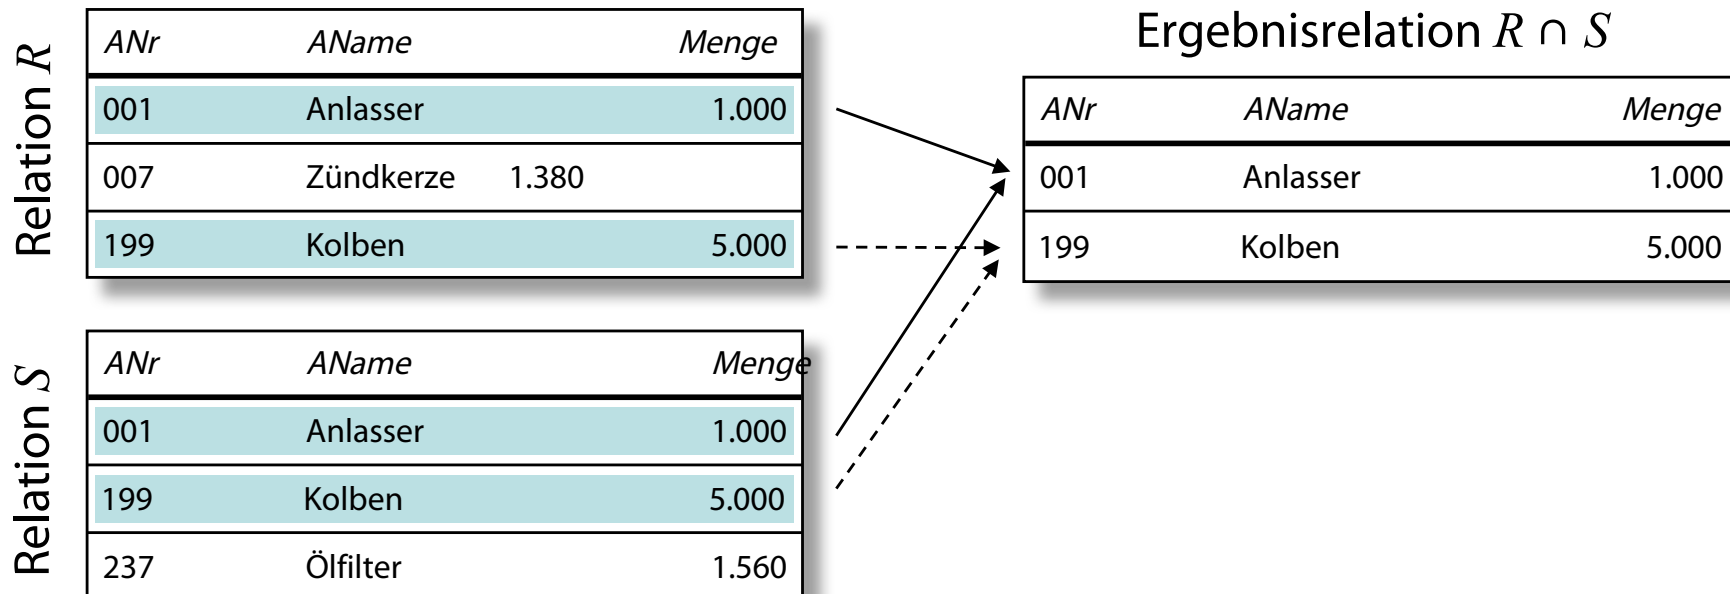 Relation R
ANr AName Menge
001 Anlasser 1.000
007 Zündkerze 1.380
199 Kolben 5.000
Relation S
ANr AName Menge
001 Anlasser 1.000
199 Kolben 5.000
237 Ölfilter 1.560
Ergebnisrelation R ∩ S
ANr AName Menge
001 Anlasser 1.000
199 Kolben 5.000